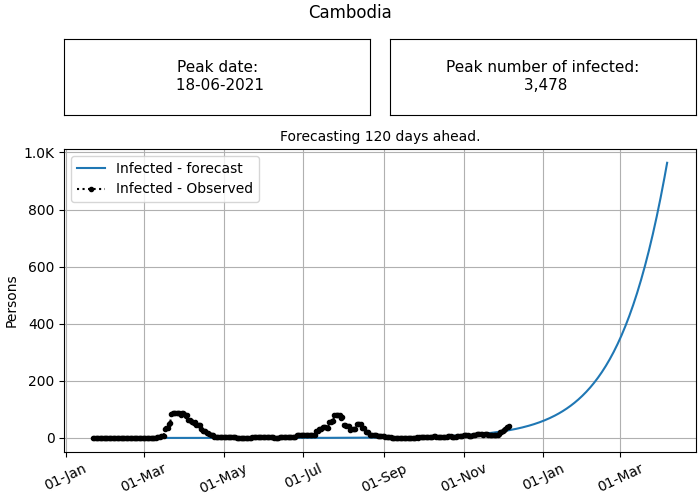 Cambodia
Peak date:
18-06-2021
Peak number of infected:
3,478
Forecasting 120 days ahead.
Infected - forecast
Infected - Observed
Persons
1.0K
800
600
400
200
0
01-Jan
01-Mar
01-May
01-Jul
01-Sep
01-Nov
01-Jan
01-Mar